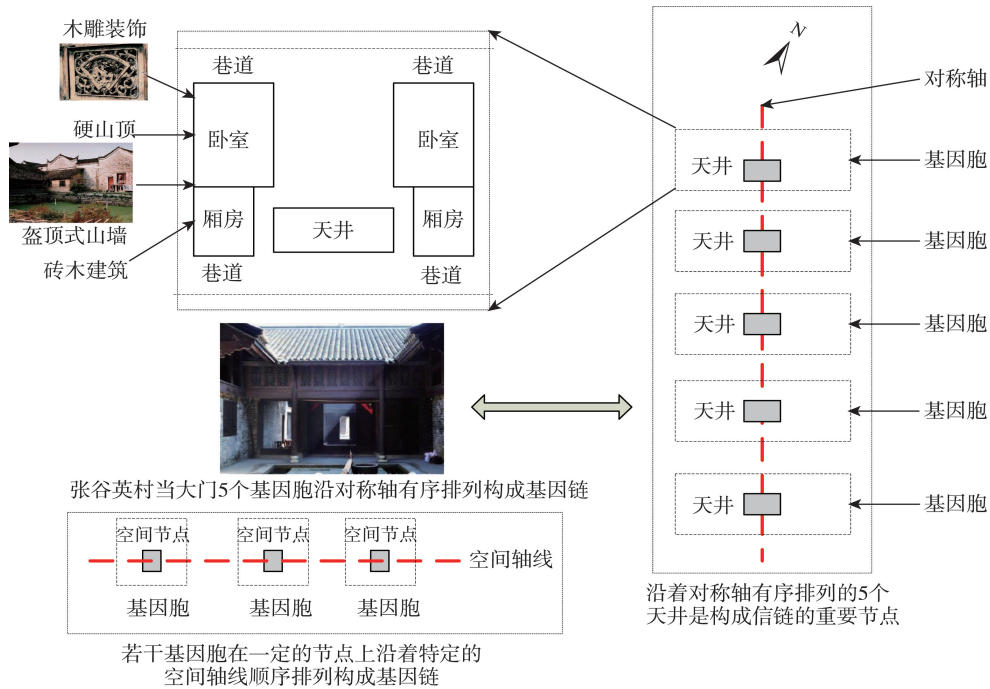 木雕装饰
硬山顶
盔顶式山墙
砖木建筑
巷道
巷道
卧室
卧室
厢房
天井
厢房
巷道
巷道
N
对称轴
天井
基因胞
天井
基因胞
天井
基因胞
天井
基因胞
天井
基因胞
张谷英村当大门5个基因胞沿对称轴有序排列构成基因链
空间节点
空间节点
空间节点
空间轴线
基因胞
基因胞
基因胞
若干基因胞在一定的节点上沿着特定的
空间轴线顺序排列构成基因链
沿着对称轴有序排列的5个
天井是构成信链的重要节点